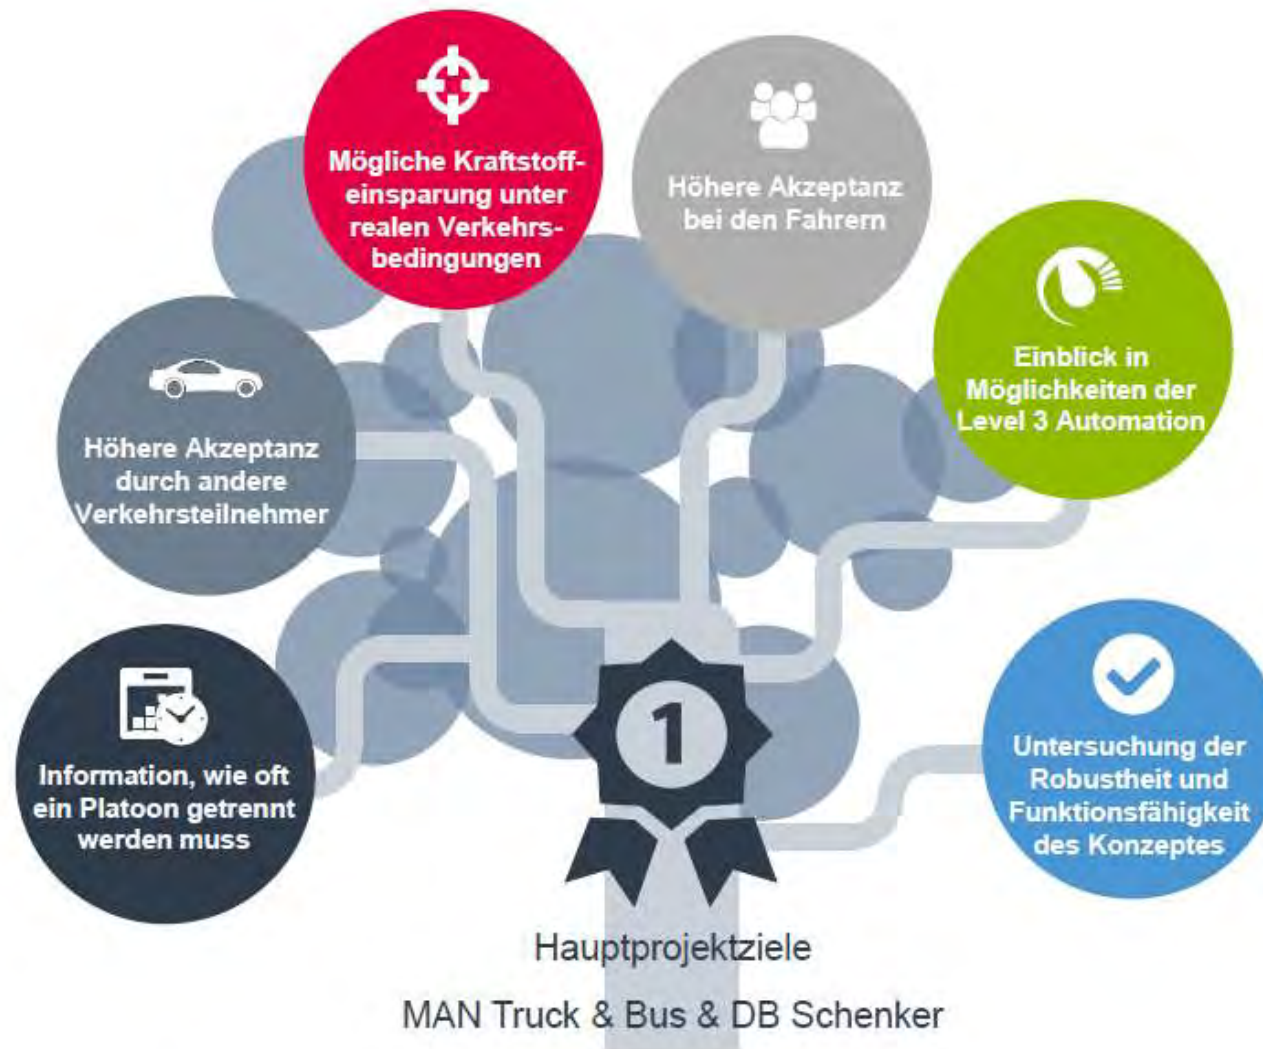 Mögliche Kraftstoff-
einsparung unter
realen Verkehrs-
bedingungen
Höhere Akzeptanz
bei den Fahrern
Einblick in
Möglichkeiten der
Level 3 Automation
Höhere Akzeptanz
durch andere
Verkehrsteilnehmer
Information, wie oft
ein Platoon getrennt
werden muss
1
Untersuchung der
Robustheit und
Funktionsfähigkeit
des Konzeptes
Hauptprojektziele
MAN Truck & Bus & DB Schenker